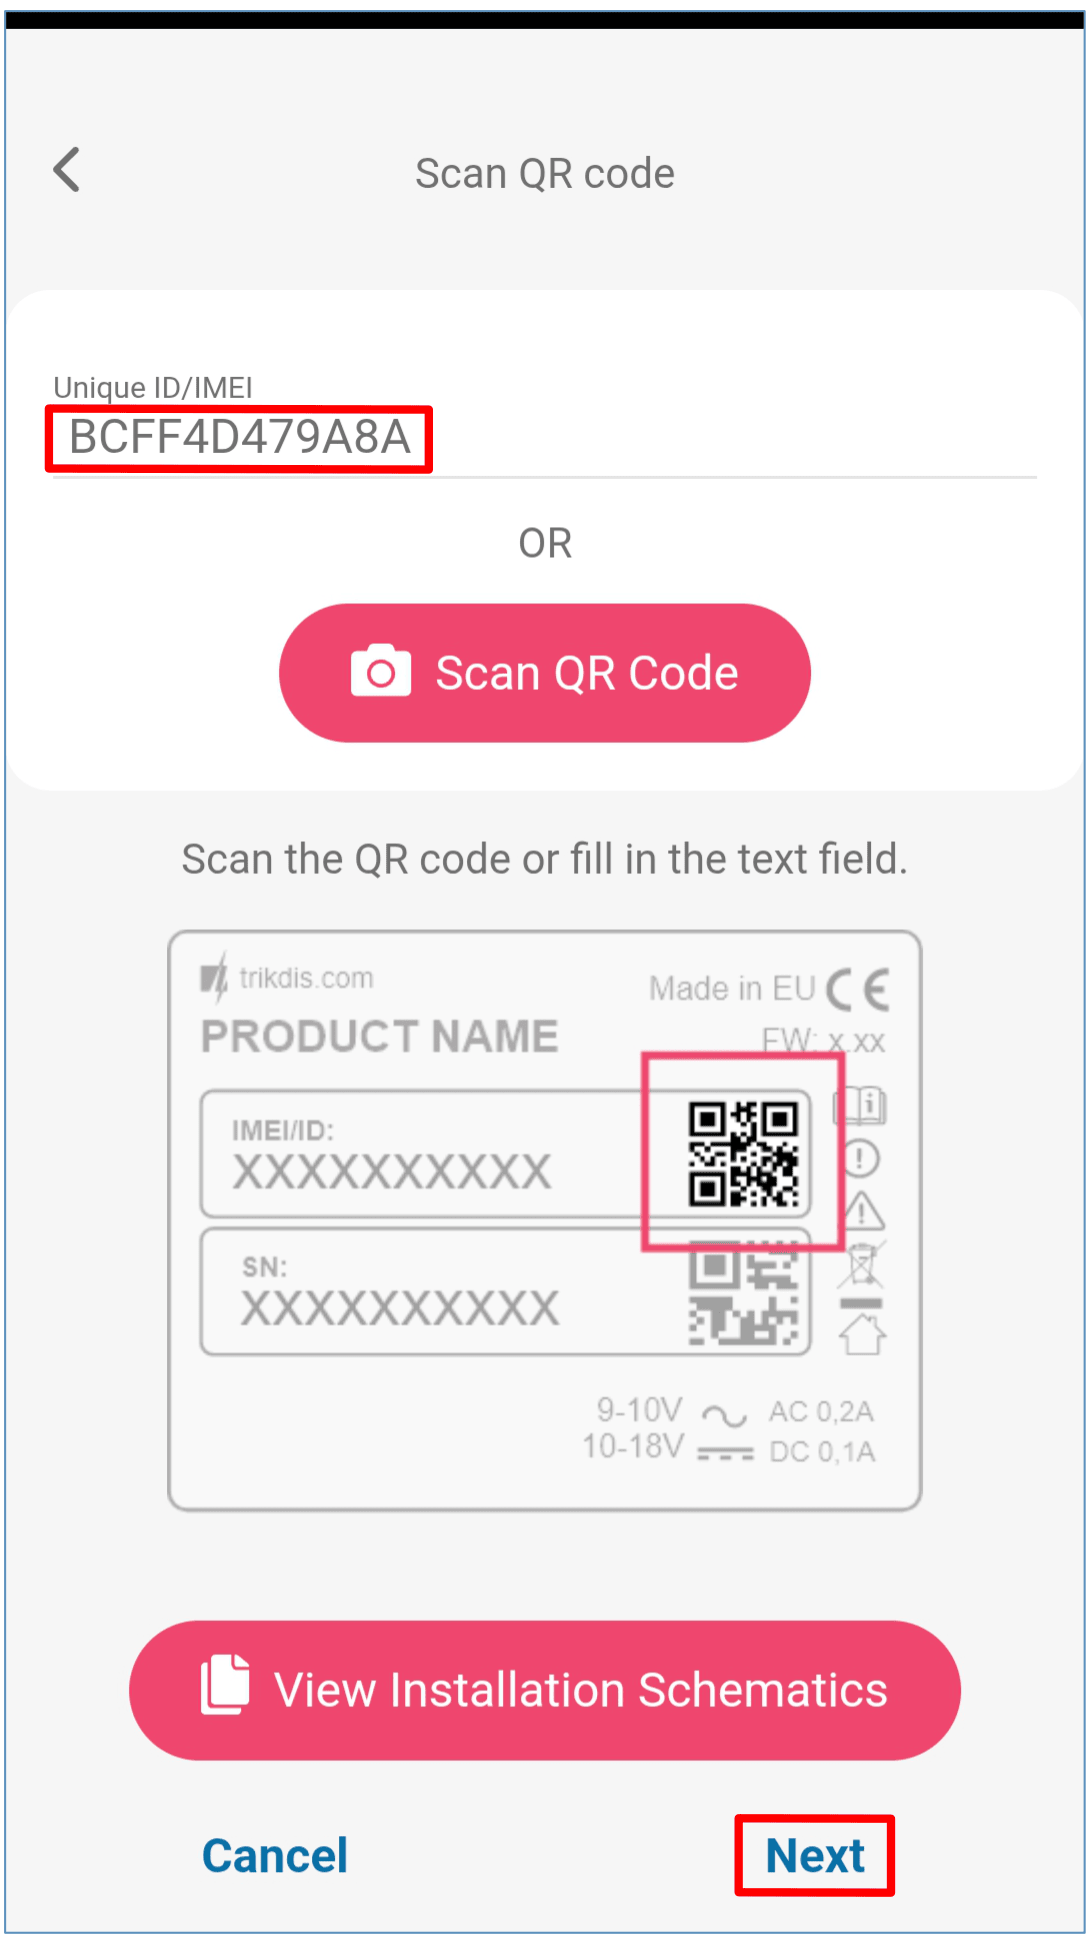 Scan QR code
Unique ID/IMEI
BCFF4D479A8A
OR
Scan QR Code
Scan the QR code or fill in the text field.
trikdis.com
Made in EU CE
PRODUCT NAME
FW: x.xx
IMEI/ID:
XXXXXXXXXX
SN:
XXXXXXXXXX
9-10V AC 0,2A
10-18V DC 0,1A
View Installation Schematics
Cancel
Next